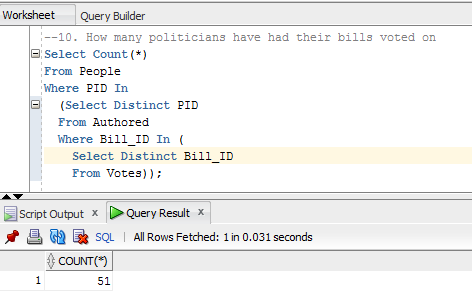 Worksheet Query Builder
--10. How many politicians have had their bills voted on
Select Count(*)
From People
Where PID In
(Select Distinct PID
From Authored
Where Bill_ID In (
Select Distinct Bill_ID
From Votes));
Script Output x Query Result x
SQL | All Rows Fetched: 1 in 0.031 seconds
COUNT(*)
1 51